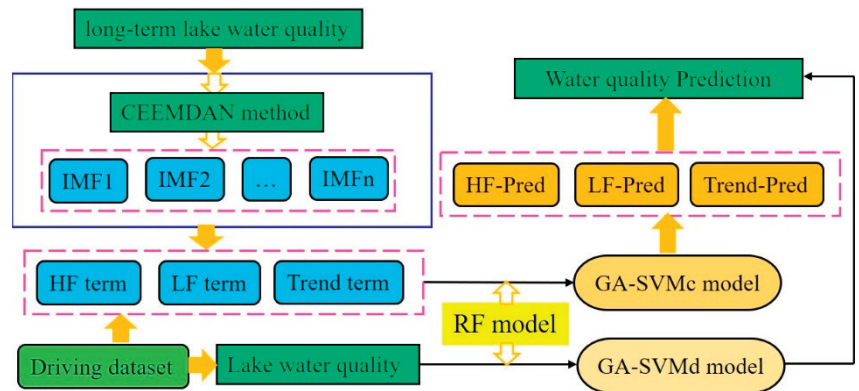 long-term lake water quality
CEEMDAN method
IMF1
IMF2
...
IMFn
HF term
LF term
Trend term
Driving dataset
Lake water quality
RF model
Water quality Prediction
HF-Pred
LF-Pred
Trend-Pred
GA-SVMc model
GA-SVMd model